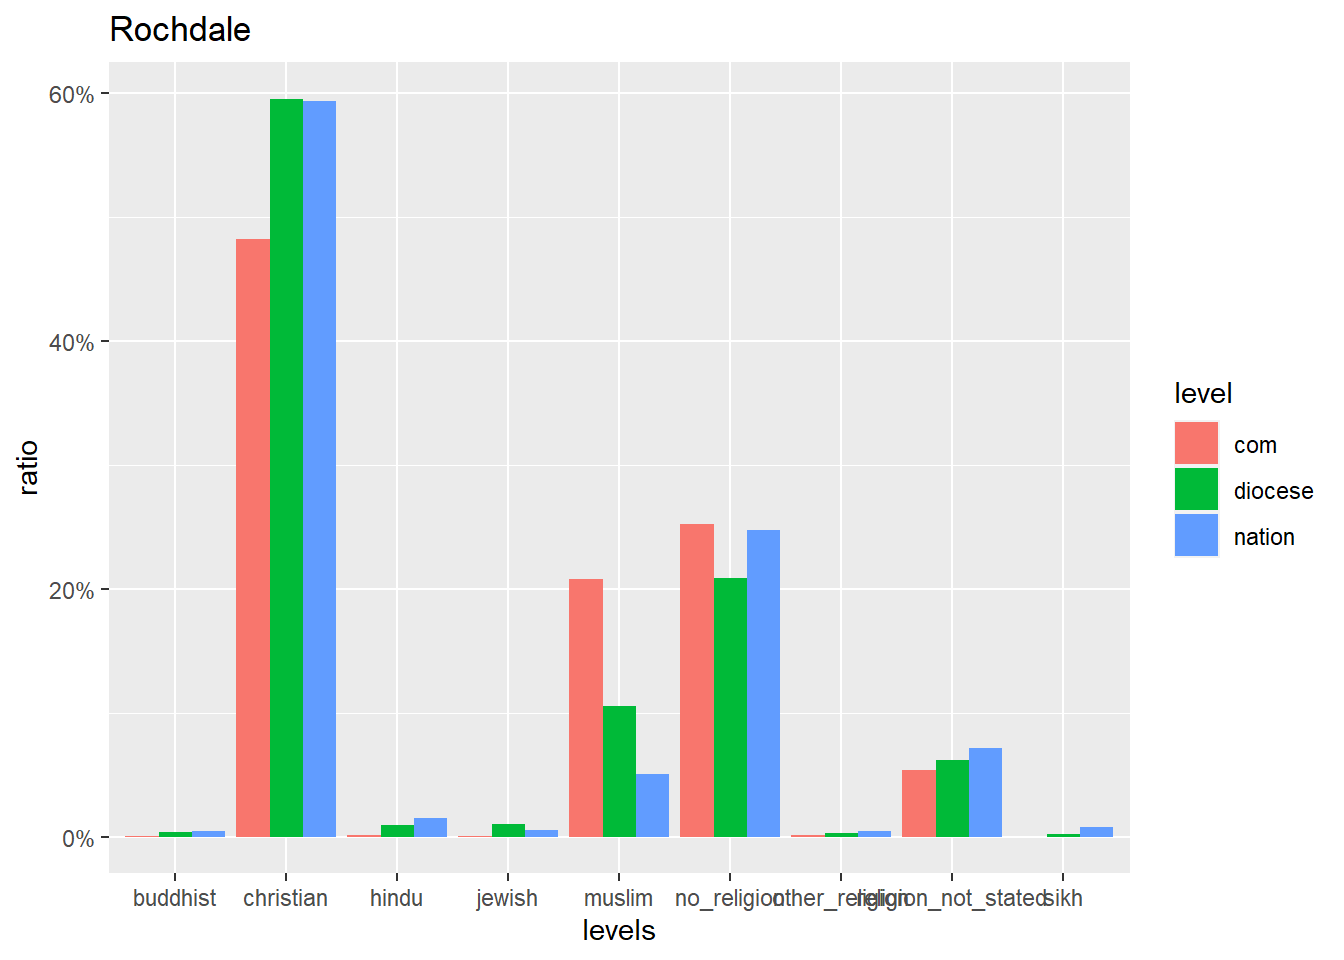 Rochdale
60%
40%
20%
0%
ratio
buddhist christian hindu jewish muslim no_religion other_religion religion_not_stated sikh
levels
level
com
diocese
nation